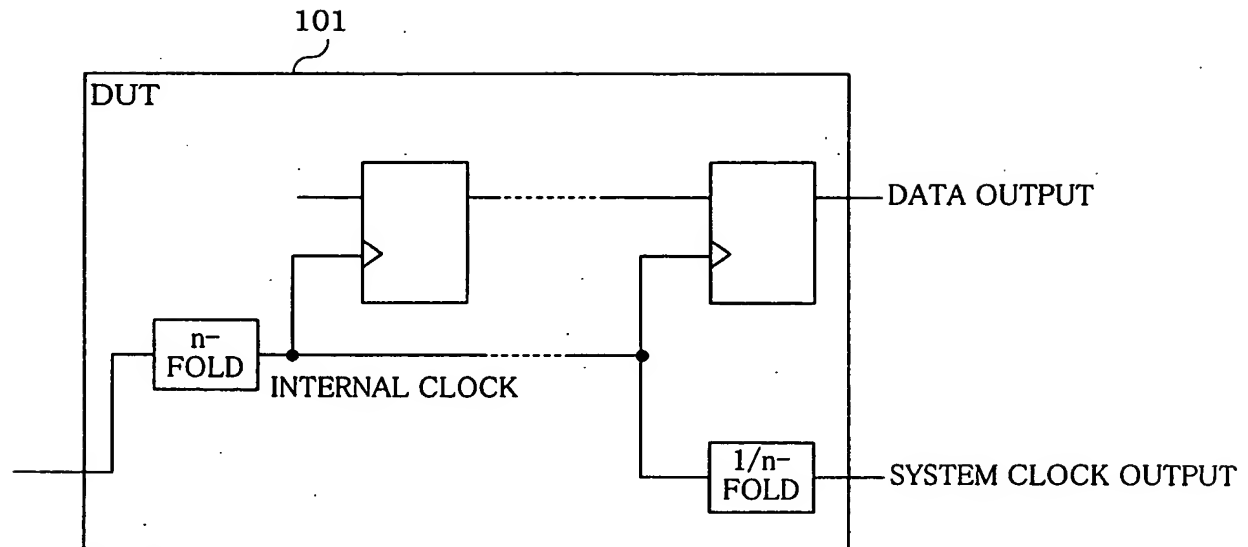 101
DUT
DATA OUTPUT
n-
FOLD
INTERNAL CLOCK
1/n-
FOLD
SYSTEM CLOCK OUTPUT